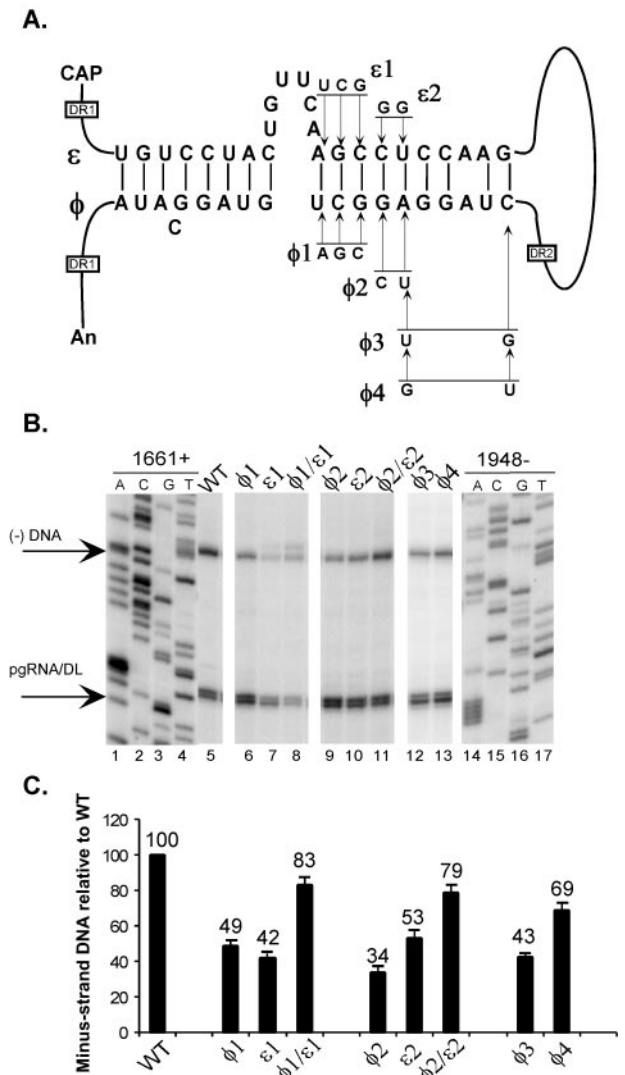 A.
CAP
DR1
ε
U G U C C U A C
U G U U C A
A G C C U C C A A G
U C G
ε1
G G
ε2
ϕ
A U A G G A U G
C
U C G G A G G A U C
DR1
DR2
An
A G C
ϕ1
C U
ϕ2
ϕ3 U G
ϕ4 G U
B.
1661+ WT ϕ1 ε1 ϕ1/ε1 ϕ2 ε2 ϕ2/ε2 ϕ3 ϕ4 1948-
A C G T A C G T
(-) DNA
pgRNA/DL
1 2 3 4 5 6 7 8 9 10 11 12 13 14 15 16 17
C.
Minus-strand DNA relative to WT
120
100
80
60
40
20
0
100 49 42 83 34 53 79 43 69
WT ϕ1 ε1 ϕ1/ε1 ϕ2 ε2 ϕ2/ε2 ϕ3 ϕ4